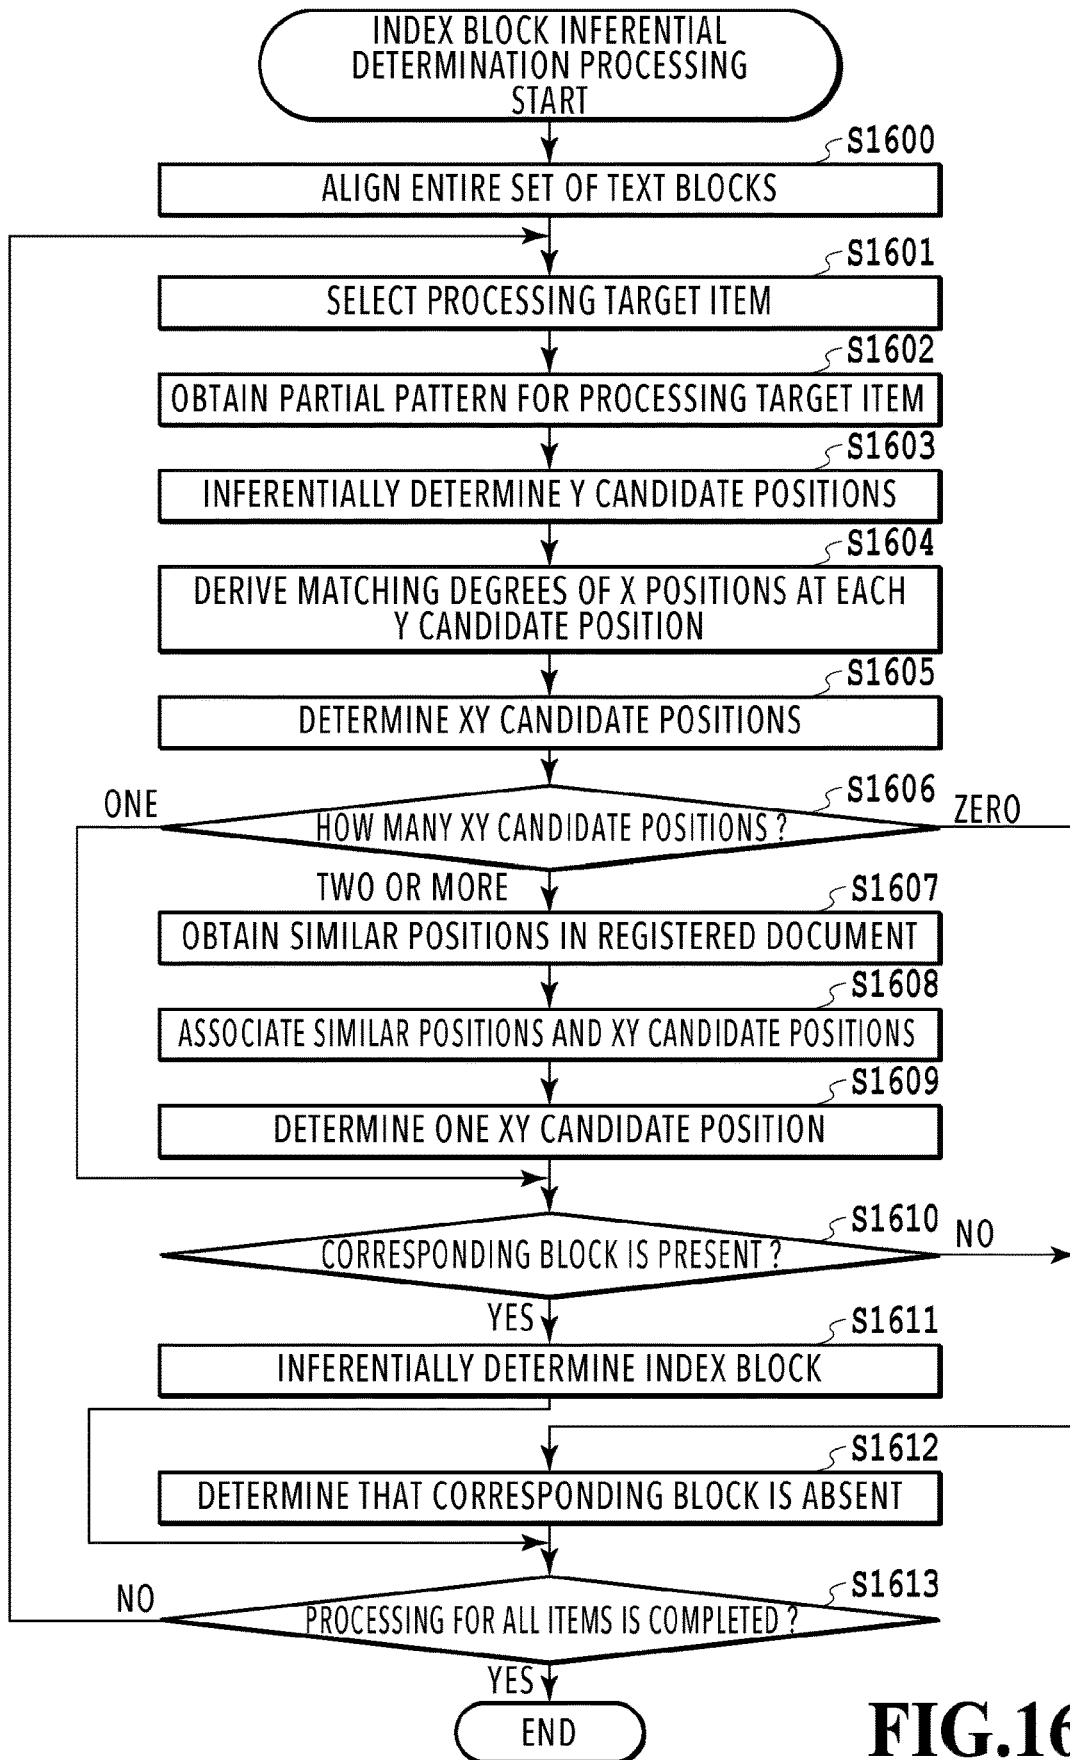 INDEX BLOCK INFERENTIAL
DETERMINATION PROCESSING
START
S1600
ALIGN ENTIRE SET OF TEXT BLOCKS
S1601
SELECT PROCESSING TARGET ITEM
S1602
OBTAIN PARTIAL PATTERN FOR PROCESSING TARGET ITEM
S1603
INFERENTIALLY DETERMINE Y CANDIDATE POSITIONS
S1604
DERIVE MATCHING DEGREES OF X POSITIONS AT EACH
Y CANDIDATE POSITION
S1605
DETERMINE XY CANDIDATE POSITIONS
S1606
ONE
ZERO
HOW MANY XY CANDIDATE POSITIONS ?
TWO OR MORE
S1607
OBTAIN SIMILAR POSITIONS IN REGISTERED DOCUMENT
S1608
ASSOCIATE SIMILAR POSITIONS AND XY CANDIDATE POSITIONS
S1609
DETERMINE ONE XY CANDIDATE POSITION
S1610
NO
CORRESPONDING BLOCK IS PRESENT ?
YES
S1611
INFERENTIALLY DETERMINE INDEX BLOCK
S1612
DETERMINE THAT CORRESPONDING BLOCK IS ABSENT
S1613
NO
PROCESSING FOR ALL ITEMS IS COMPLETED ?
YES
END
FIG.16